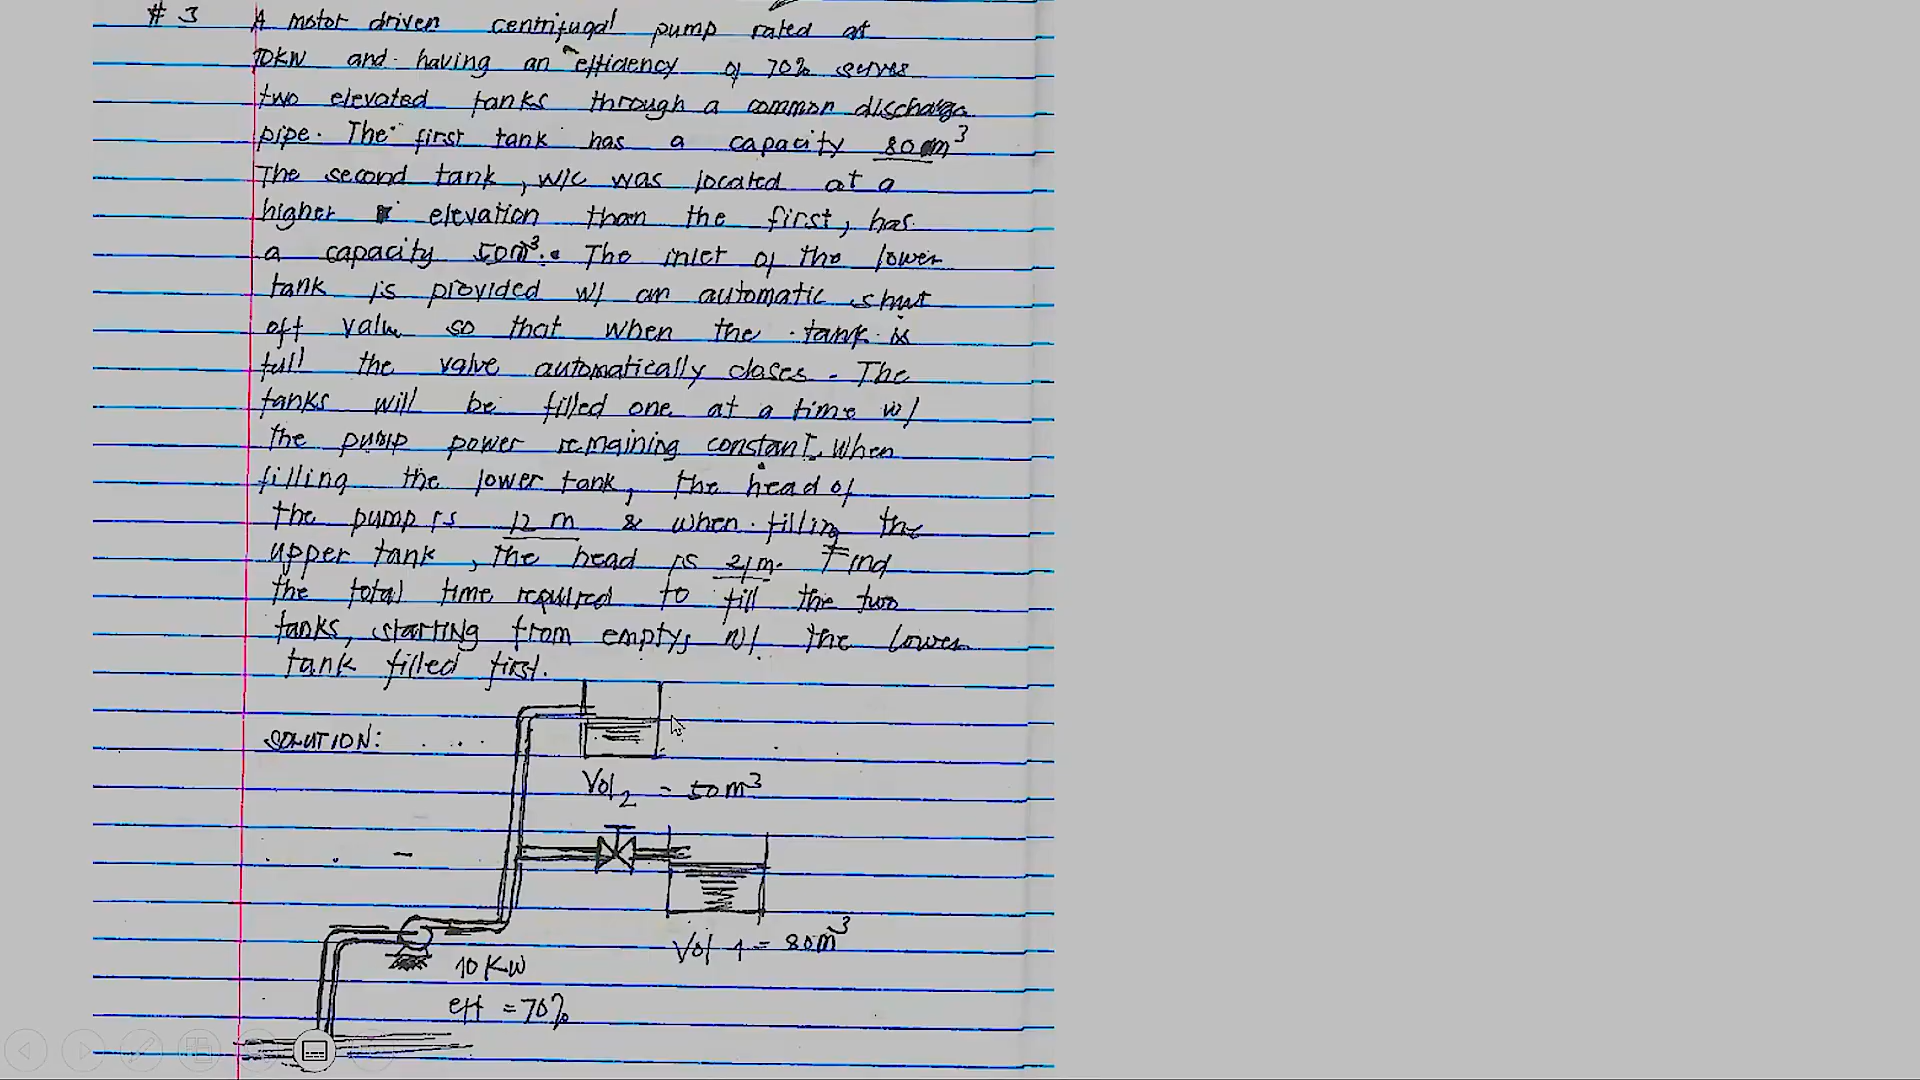 # 3 A motor driven centrifugal pump rated at
10KW and having an efficiency of 70% serves
two elevated tanks through a common discharge
pipe. The first tank has a capacity 80 m³
The second tank, w/c was located at a
higher elevation than the first, has
a capacity 50m³. The inlet of the lower
tank is provided w/ an automatic shut
off valve so that when the tank is
full the valve automatically closes. The
tanks will be filled one at a time w/
the pump power remaining constant. When
filling the lower tank, the head of
the pump is 12 m & when filling the
upper tank, the head is 21m. Find
the total time required to fill the two
tanks, starting from empty, w/ the lower
tank filled first.
SOLUTION:
Vol₂ = 50m³
Vol 1 = 80m³
10 KW
eff = 70%